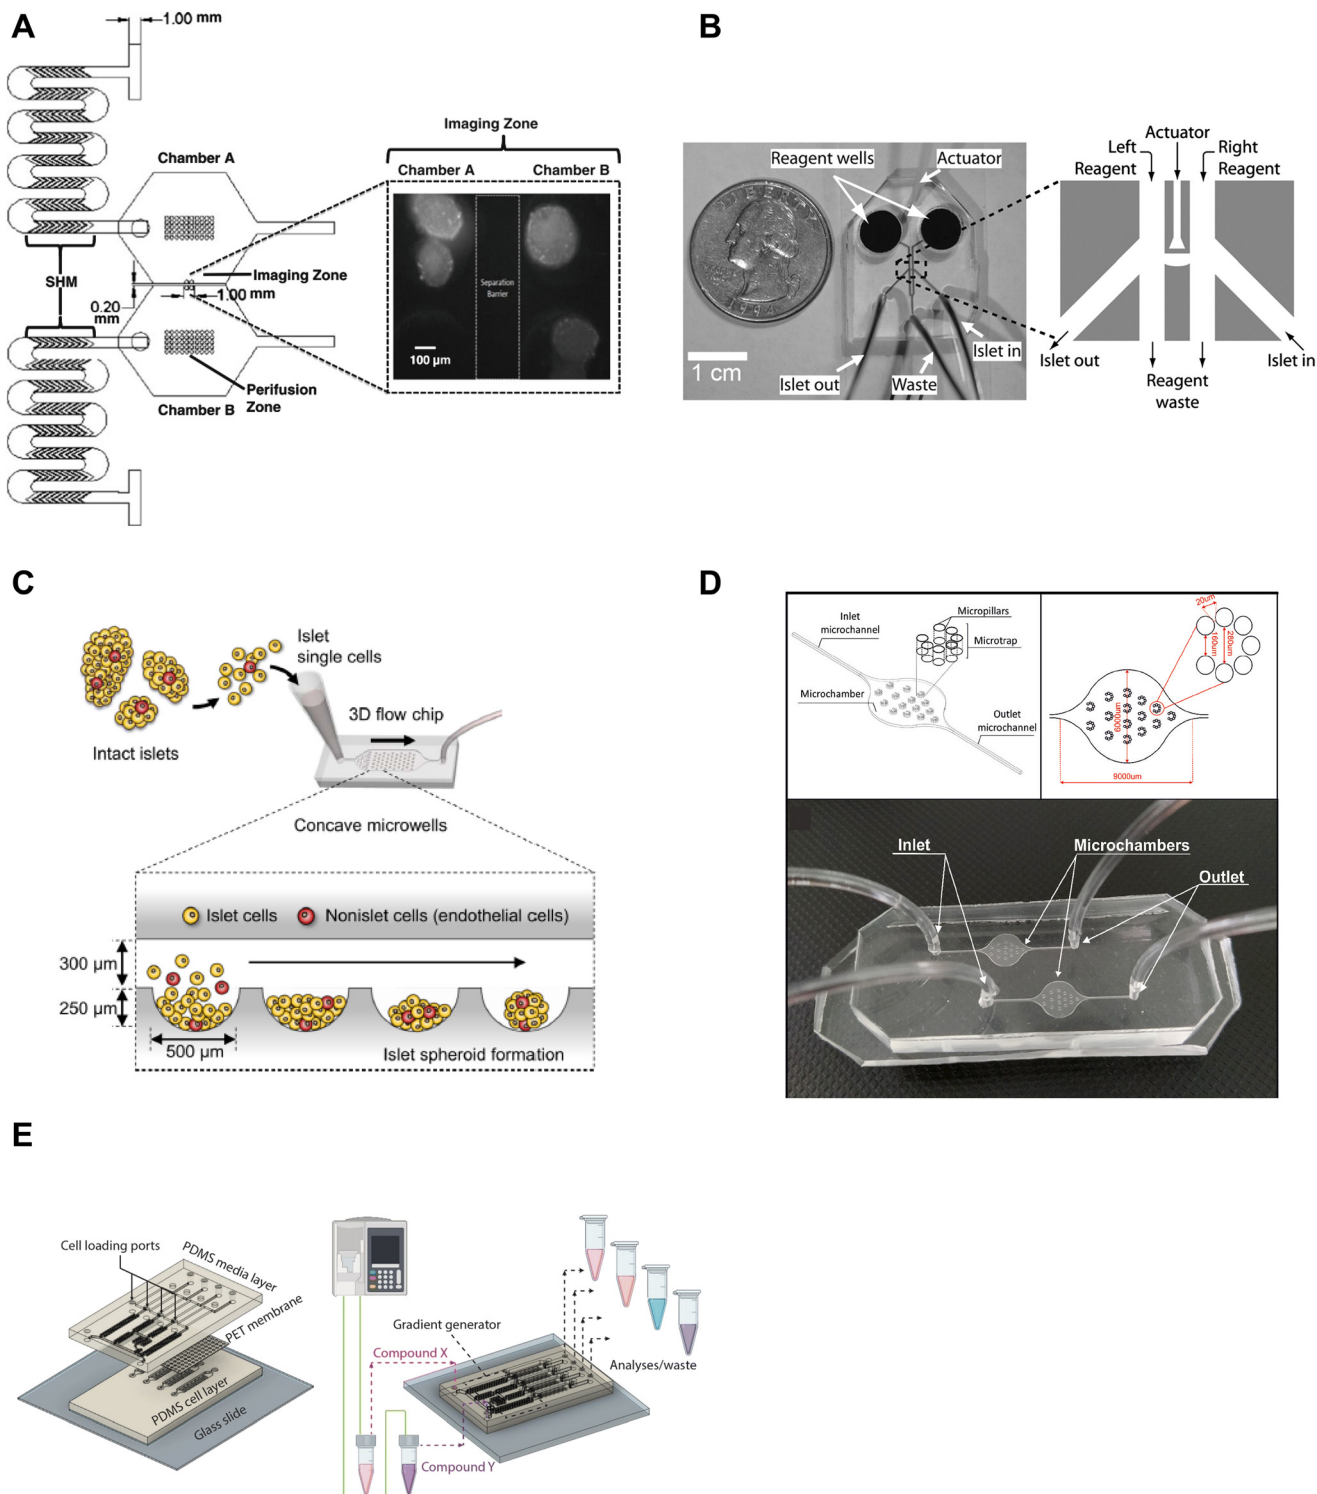 A
1.00 mm
Chamber A
SHM
Imaging Zone
0.20
mm
1.00 mm
Perifusion
Zone
Chamber B
Imaging Zone
Chamber A
Chamber B
Separation
Barrier
100 µm
B
Reagent wells
Actuator
LIBERTY
1 cm
Islet out
Waste
Islet in
Actuator
Left
Reagent
Right
Reagent
Islet out
Islet in
Reagent
waste
C
Islet
single cells
3D flow chip
Intact islets
Concave microwells
Islet cells
Nonislet cells (endothelial cells)
300 µm
250 µm
500 µm
Islet spheroid formation
D
Inlet
microchannel
Micropillars
Microtrap
Microchamber
Outlet
microchannel
20um
160um
280um
6000um
9000um
Inlet
Microchambers
Outlet
E
Cell loading ports
PDMS media layer
PET membrane
PDMS cell layer
Glass slide
Gradient generator
Compound X
Compound Y
Analyses/waste